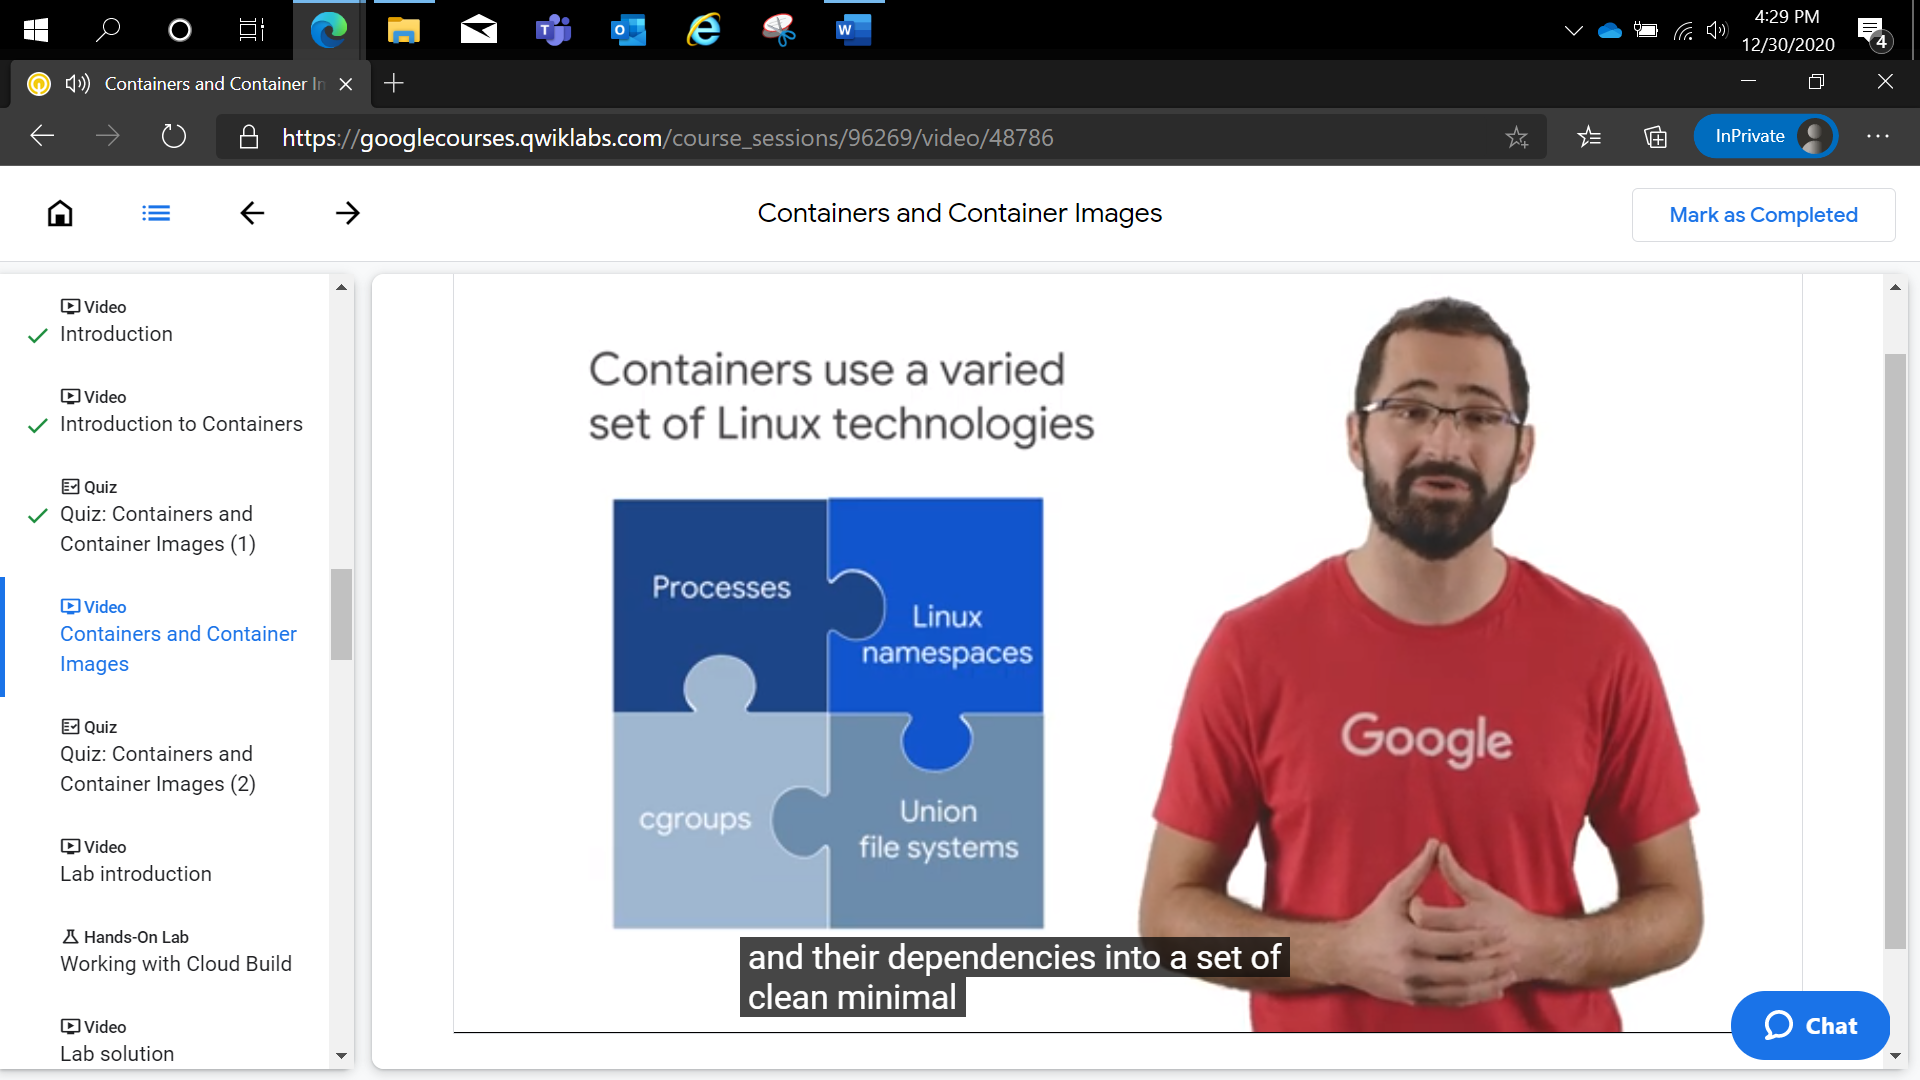 4:29 PM
12/30/2020
4
Containers and Container In
https://googlecourses.qwiklabs.com/course_sessions/96269/video/48786
InPrivate
Containers and Container Images
Mark as Completed
Video
Introduction
Video
Introduction to Containers
Quiz
Quiz: Containers and
Container Images (1)
Video
Containers and Container
Images
Quiz
Quiz: Containers and
Container Images (2)
Video
Lab introduction
Hands-On Lab
Working with Cloud Build
Video
Lab solution
Containers use a varied
set of Linux technologies
Processes
Linux
namespaces
cgroups
Union
file systems
Google
and their dependencies into a set of
clean minimal
Chat